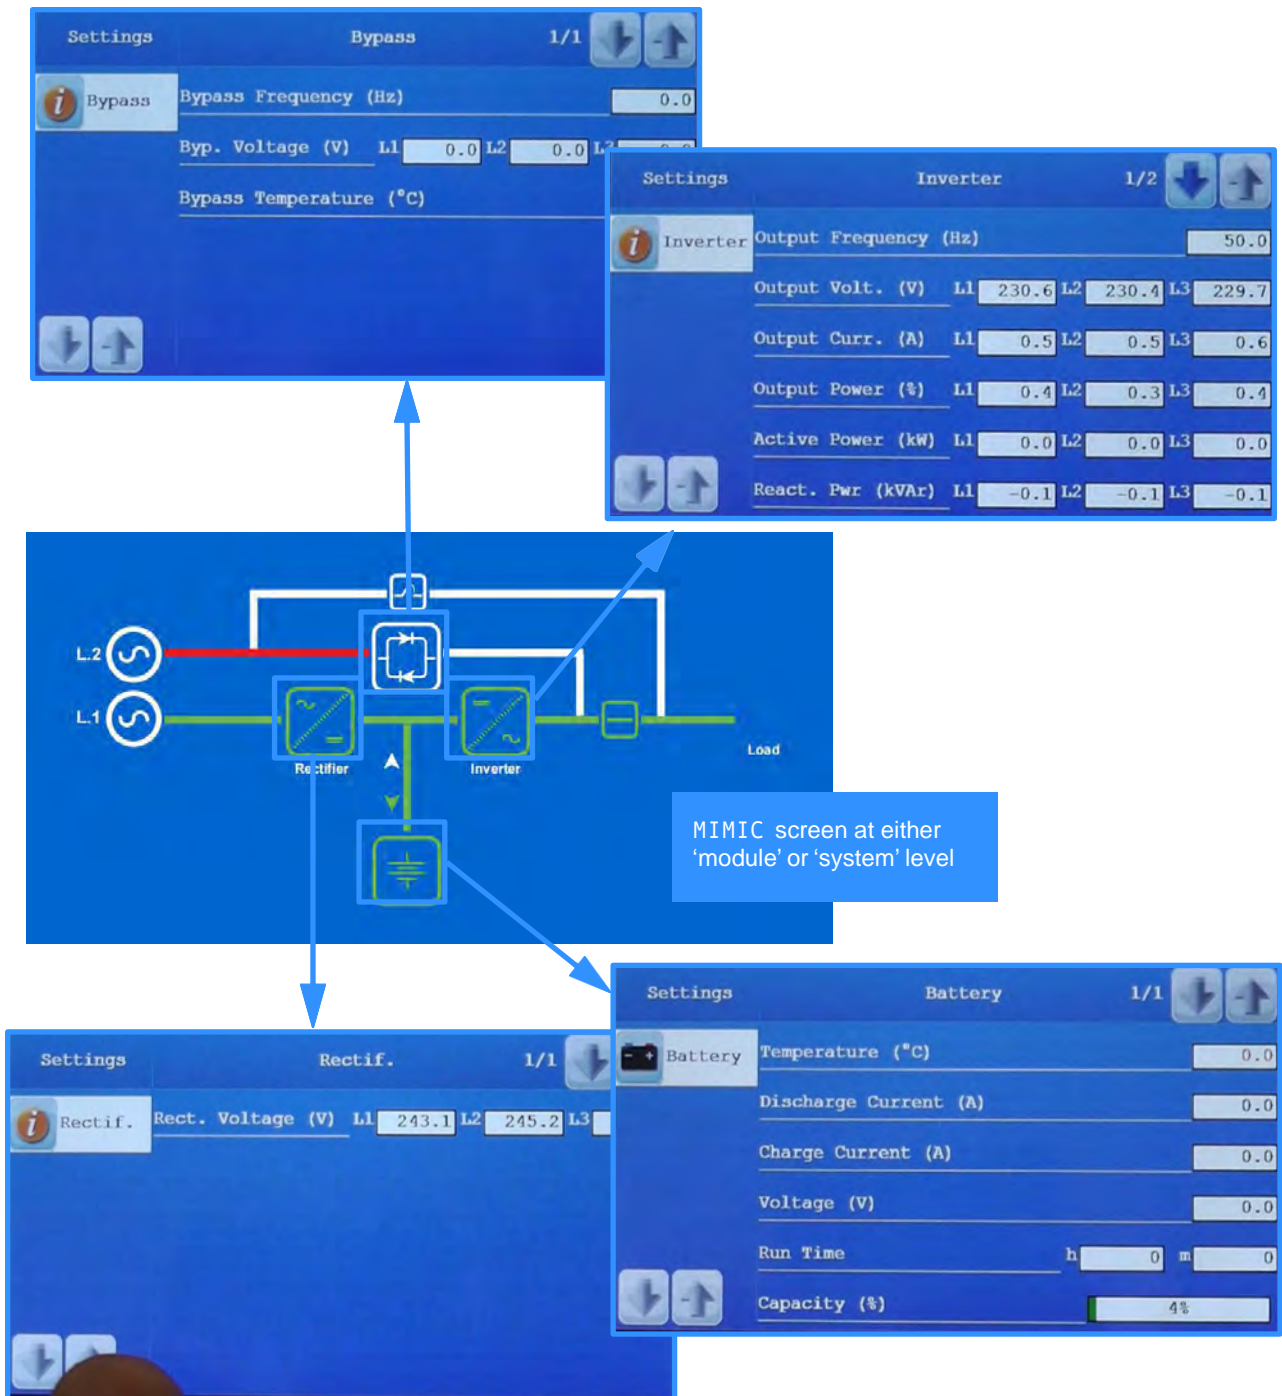 Settings Bypass 1/1
i Bypass
Bypass Frequency (Hz) 0.0
Byp. Voltage (V) L1 0.0 L2 0.0
Bypass Temperature (°C)
Settings Inverter 1/2
i Inverter
Output Frequency (Hz) 50.0
Output Volt. (V) L1 230.6 L2 230.4 L3 229.7
Output Curr. (A) L1 0.5 L2 0.5 L3 0.6
Output Power (%) L1 0.4 L2 0.3 L3 0.4
Active Power (kW) L1 0.0 L2 0.0 L3 0.0
React. Pwr (kVAr) L1 -0.1 L2 -0.1 L3 -0.1
L.2
L.1
Rectifier
Inverter
Load
MIMIC screen at either
‘module’ or ‘system’ level
Settings Rectif. 1/1
i Rectif.
Rect. Voltage (V) L1 243.1 L2 245.2 L3
Settings Battery 1/1
Battery
Temperature (°C) 0.0
Discharge Current (A) 0.0
Charge Current (A) 0.0
Voltage (V) 0.0
Run Time h 0 m 0
Capacity (%) 4%